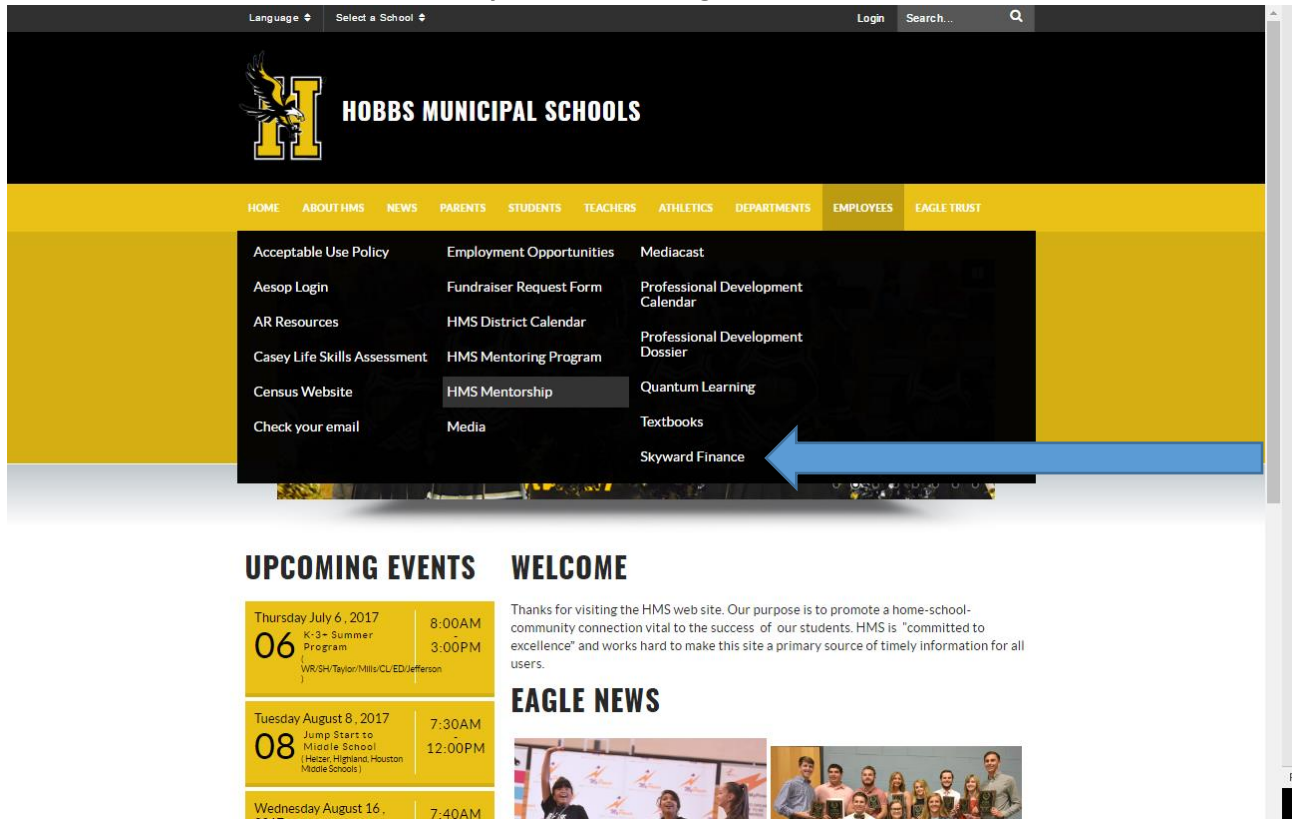 Language Select a School Login Search...
HOBBS MUNICIPAL SCHOOLS
HOME ABOUT HMS NEWS PARENTS STUDENTS TEACHERS ATHLETICS DEPARTMENTS EMPLOYEES EAGLE TRUST
Acceptable Use Policy
Aesop Login
AR Resources
Casey Life Skills Assessment
Census Website
Check your email
Employment Opportunities
Fundraiser Request Form
HMS District Calendar
HMS Mentoring Program
HMS Mentorship
Media
Mediacast
Professional Development
Calendar
Professional Development
Dossier
Quantum Learning
Textbooks
Skyward Finance
UPCOMING EVENTS
Thursday July 6 , 2017
06
K-3+ Summer
Program
(
WR/SH/Taylor/Mills/CL/ED/Jefferson
)
8:00AM
-
3:00PM
Tuesday August 8 , 2017
08
Jump Start to
Middle School
( Heizer, Highland, Houston
Middle Schools )
7:30AM
-
12:00PM
Wednesday August 16 ,
7:40AM
WELCOME
Thanks for visiting the HMS web site. Our purpose is to promote a home-school-
community connection vital to the success of our students. HMS is "committed to
excellence" and works hard to make this site a primary source of timely information for all
users.
EAGLE NEWS